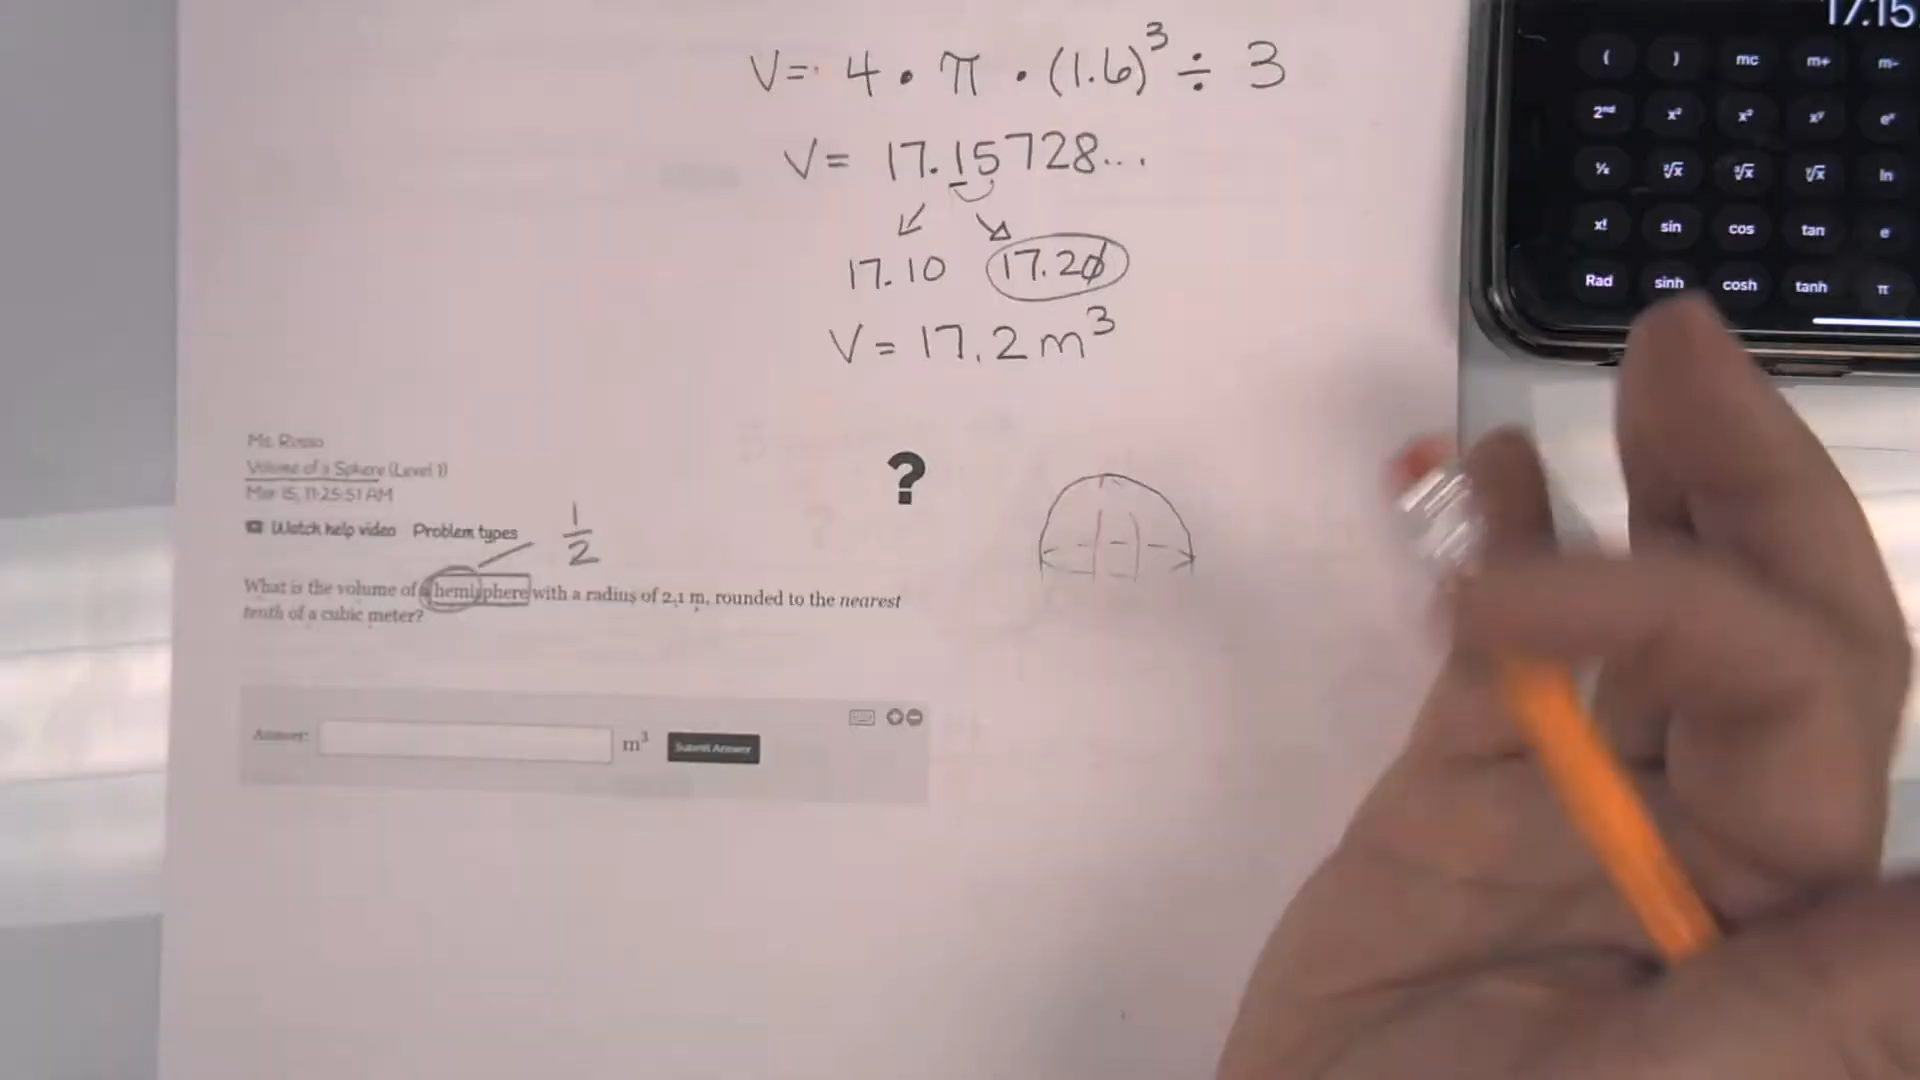 V= 4 • π • (1.6)³ ÷ 3
V= 17.15728...
17.10 17.20
V = 17.2 m³
Ms. Rosso
Volume of a Sphere (Level 1)
Mar 15, 11:25:51 AM
Watch help video Problem types
1/2
?
What is the volume of a hemisphere with a radius of 2.1 m, rounded to the nearest
tenth of a cubic meter?
Answer: m³ Submit Answer
17.15
( ) mc m+ m-
2ⁿᵈ x² x³ xʸ eˣ
¹/x ²√x ³√x ʸ√x ln
x! sin cos tan e
Rad sinh cosh tanh π